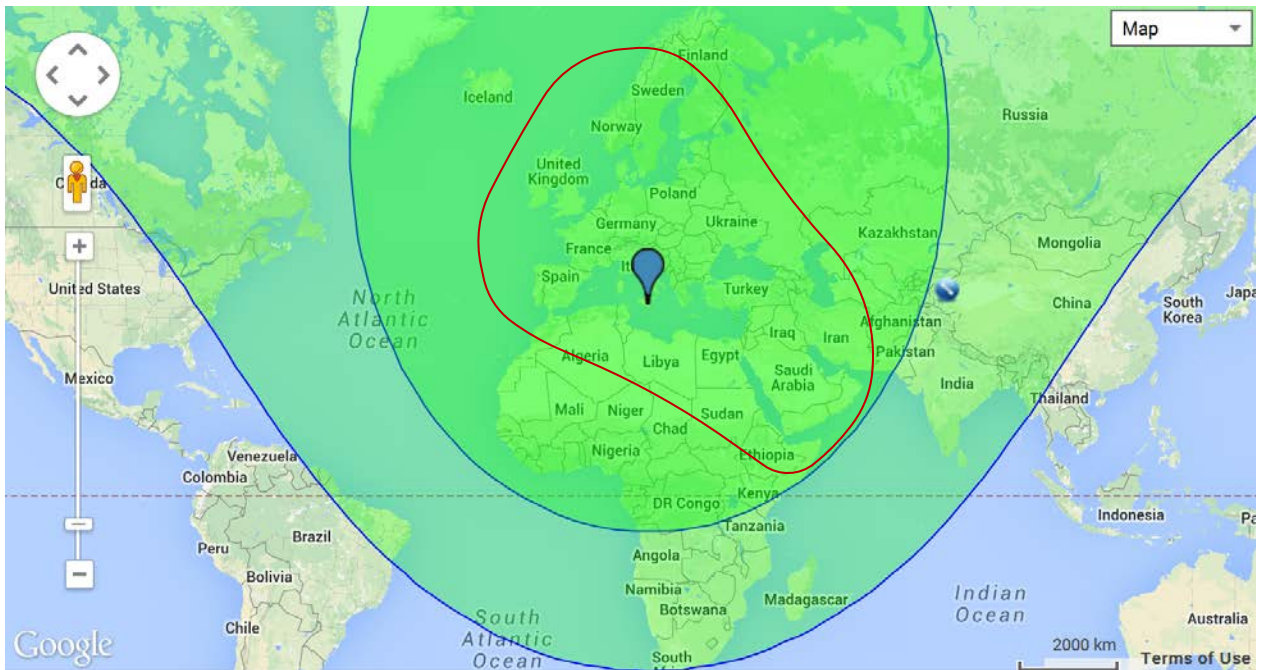 Map
Finland
Iceland
Sweden
Russia
Norway
United
Kingdom
Poland
Germany
Ukraine
Kazakhstan
Mongolia
France
Spain
Turkey
United States
North
Atlantic
Ocean
China
South
Korea
Afghanistan
Iraq
Iran
Pakistan
Algeria
Libya
Egypt
Saudi
Arabia
India
Mexico
Thailand
Mali
Niger
Sudan
Chad
Nigeria
Ethiopia
Venezuela
Colombia
DR Congo
Kenya
Tanzania
Indonesia
Peru
Brazil
Angola
Bolivia
Namibia
Botswana
Madagascar
Indian
Ocean
Chile
South
Atlantic
Ocean
Australia
South
2000 km
Google
Terms of Use